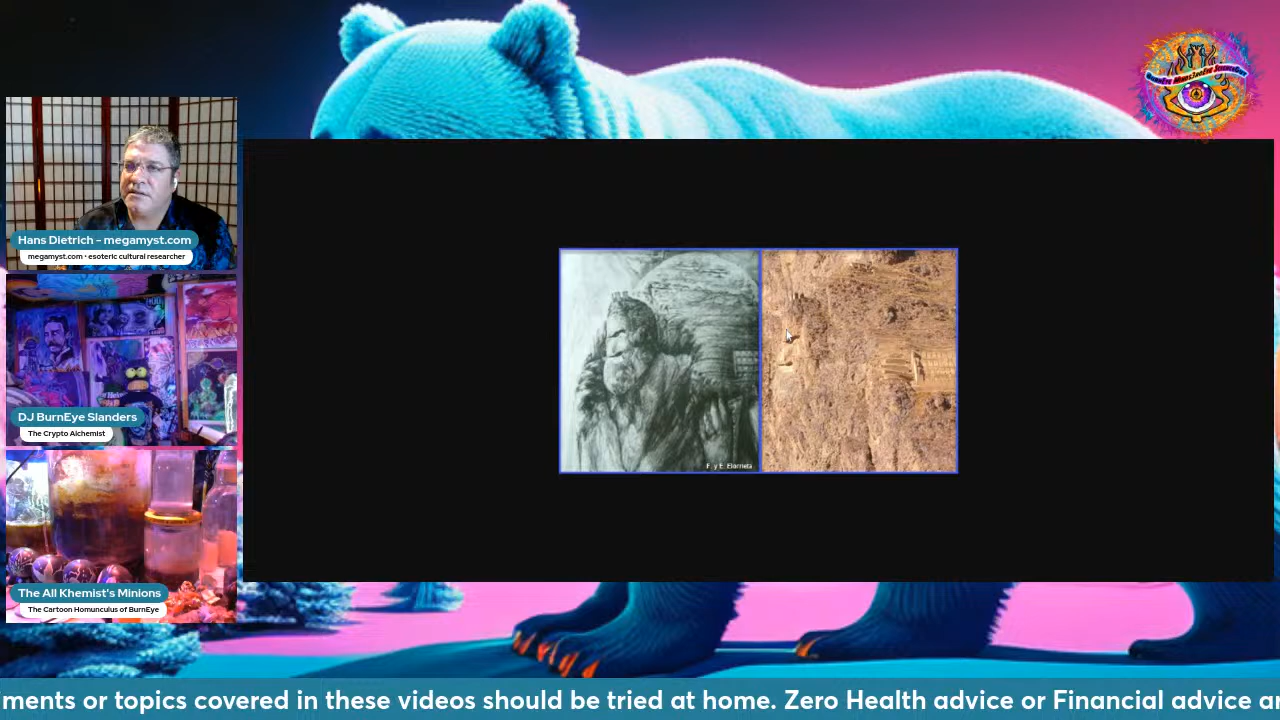 Hans Dietrich - megamyst.com
megamyst.com • esoteric cultural researcher
DJ BurnEye Slanders
The Crypto Alchemist
The All Khemist's Minions
The Cartoon Homunculus of BurnEye
ments or topics covered in these videos should be tried at home. Zero Health advice or Financial advice